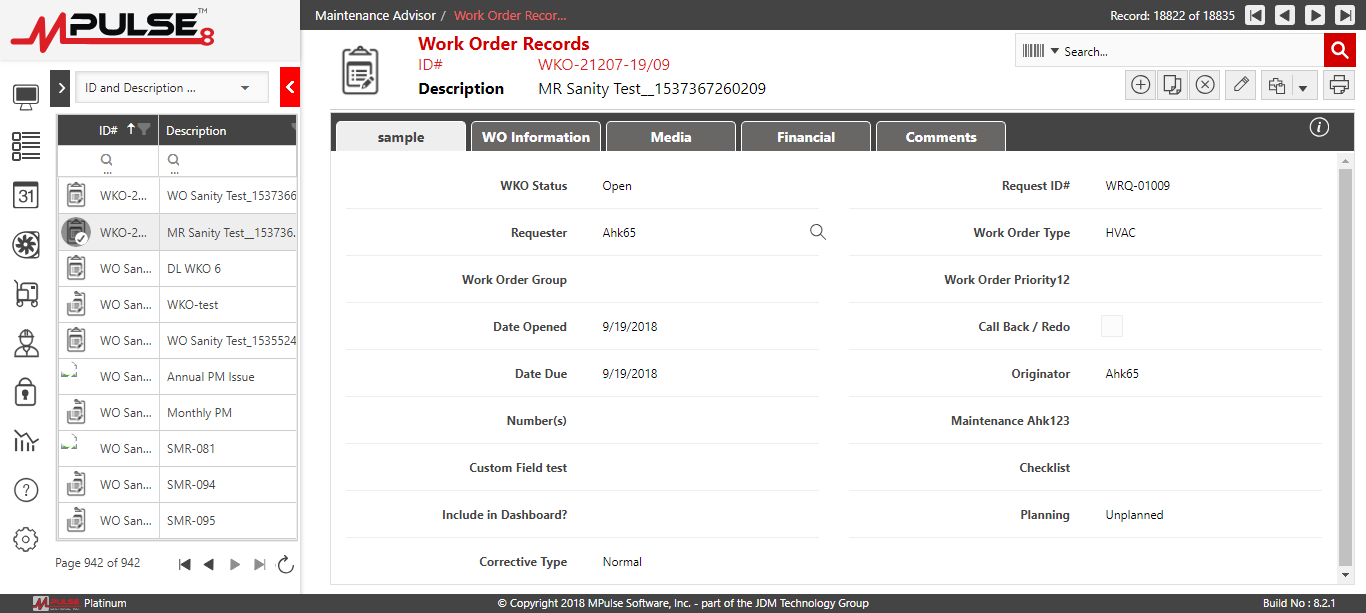 MPULSE™ 8
Maintenance Advisor / Work Order Recor...
Record: 18822 of 18835
Work Order Records
ID# WKO-21207-19/09
Description MR Sanity Test__1537367260209
Search...
ID and Description ...
ID# Description
... ...
WKO-2... WO Sanity Test_1537366
WKO-2... MR Sanity Test__153736.
WO San... DL WKO 6
WO San... WKO-test
WO San... WO Sanity Test_1535524
WO San... Annual PM Issue
WO San... Monthly PM
WO San... SMR-081
WO San... SMR-094
WO San... SMR-095
Page 942 of 942
31
?
sample WO Information Media Financial Comments
i
WKO Status Open Request ID# WRQ-01009
Requester Ahk65 Work Order Type HVAC
Work Order Group Work Order Priority12
Date Opened 9/19/2018 Call Back / Redo
Date Due 9/19/2018 Originator Ahk65
Number(s) Maintenance Ahk123
Custom Field test Checklist
Include in Dashboard? Planning Unplanned
Corrective Type Normal
MPULSE Platinum
© Copyright 2018 MPulse Software, Inc. - part of the JDM Technology Group
Build No : 8.2.1